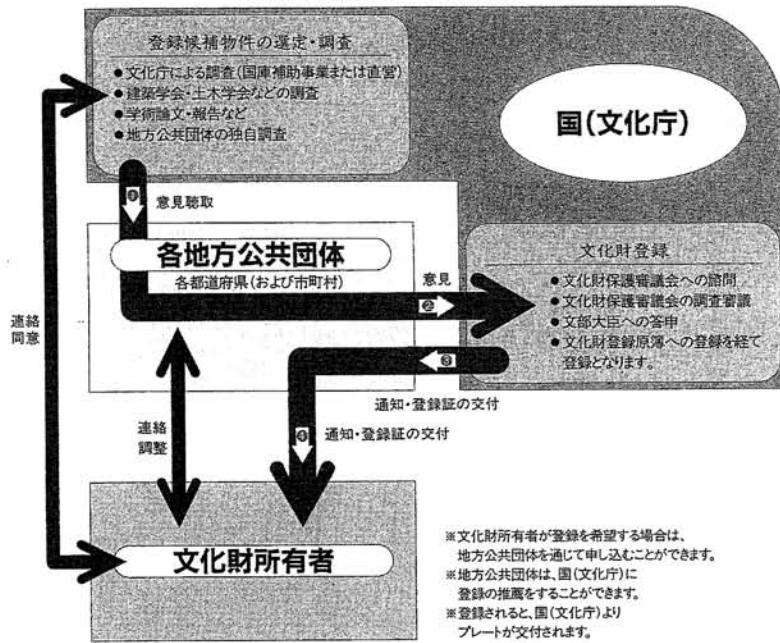 登録候補物件の選定・調査
●文化庁による調査(国庫補助事業または直営)
●建築学会・土木学会などの調査
●学術論文・報告など
●地方公共団体の独自調査
国(文化庁)
❶
意見聴取
各地方公共団体
各都道府県(および市町村)
意見
❷
文化財登録
●文化財保護審議会への諮問
●文化財保護審議会の調査審議
●文部大臣への答申
●文化財登録原簿への登録を経て
登録となります。
連絡
同意
❸
通知・登録証の交付
連絡
調整
❹
通知・登録証の交付
文化財所有者
※文化財所有者が登録を希望する場合は、
地方公共団体を通じて申し込むことができます。
※地方公共団体は、国(文化庁)に
登録の推薦をすることができます。
※登録されると、国(文化庁)より
プレートが交付されます。